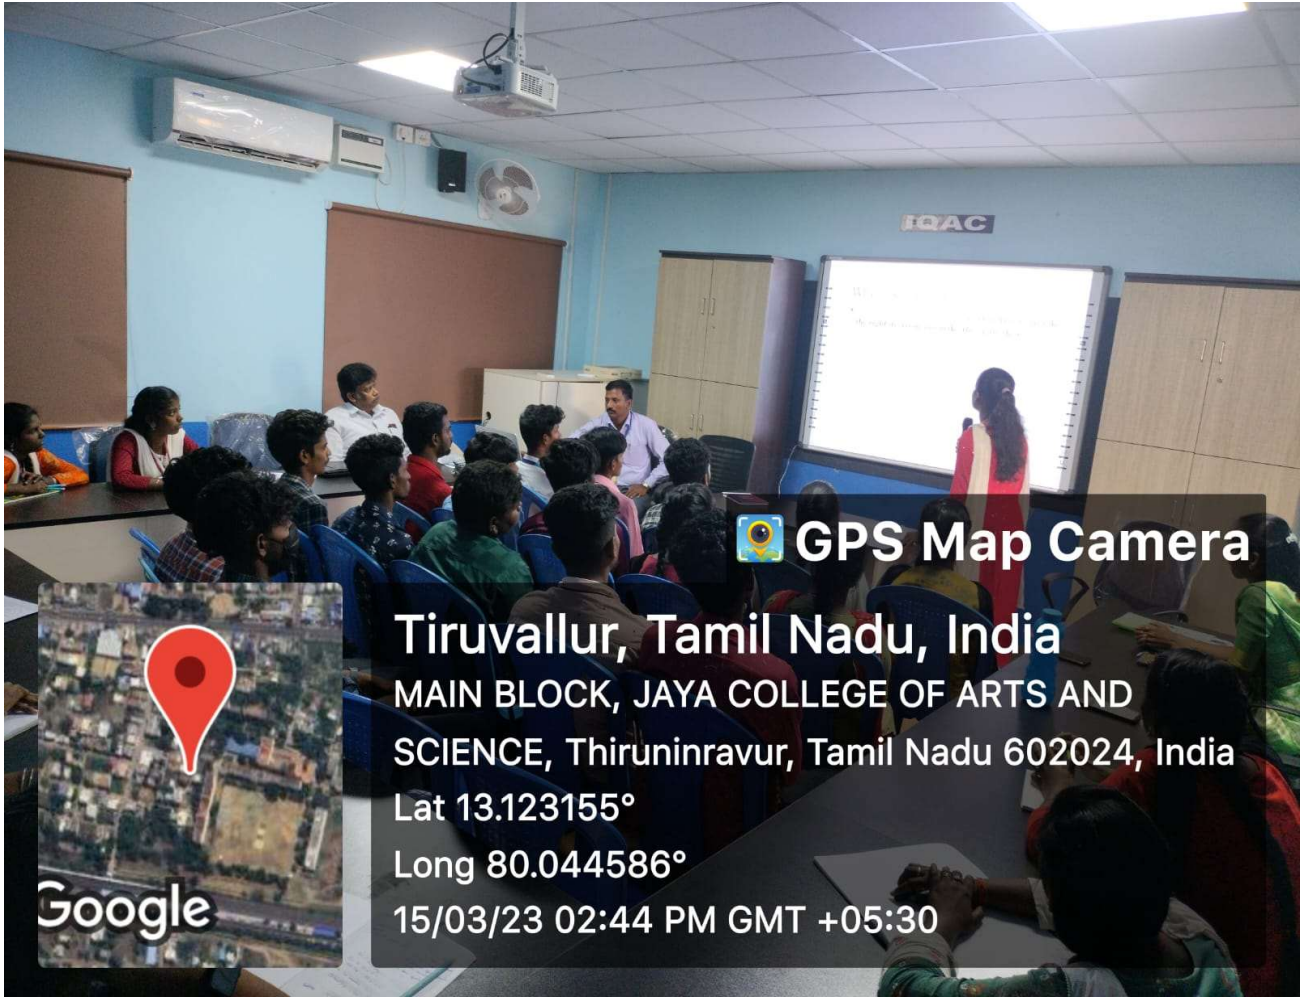 IQAC
GPS Map Camera
Tiruvallur, Tamil Nadu, India
MAIN BLOCK, JAYA COLLEGE OF ARTS AND
SCIENCE, Thiruninravur, Tamil Nadu 602024, India
Lat 13.123155°
Long 80.044586°
15/03/23 02:44 PM GMT +05:30
Google